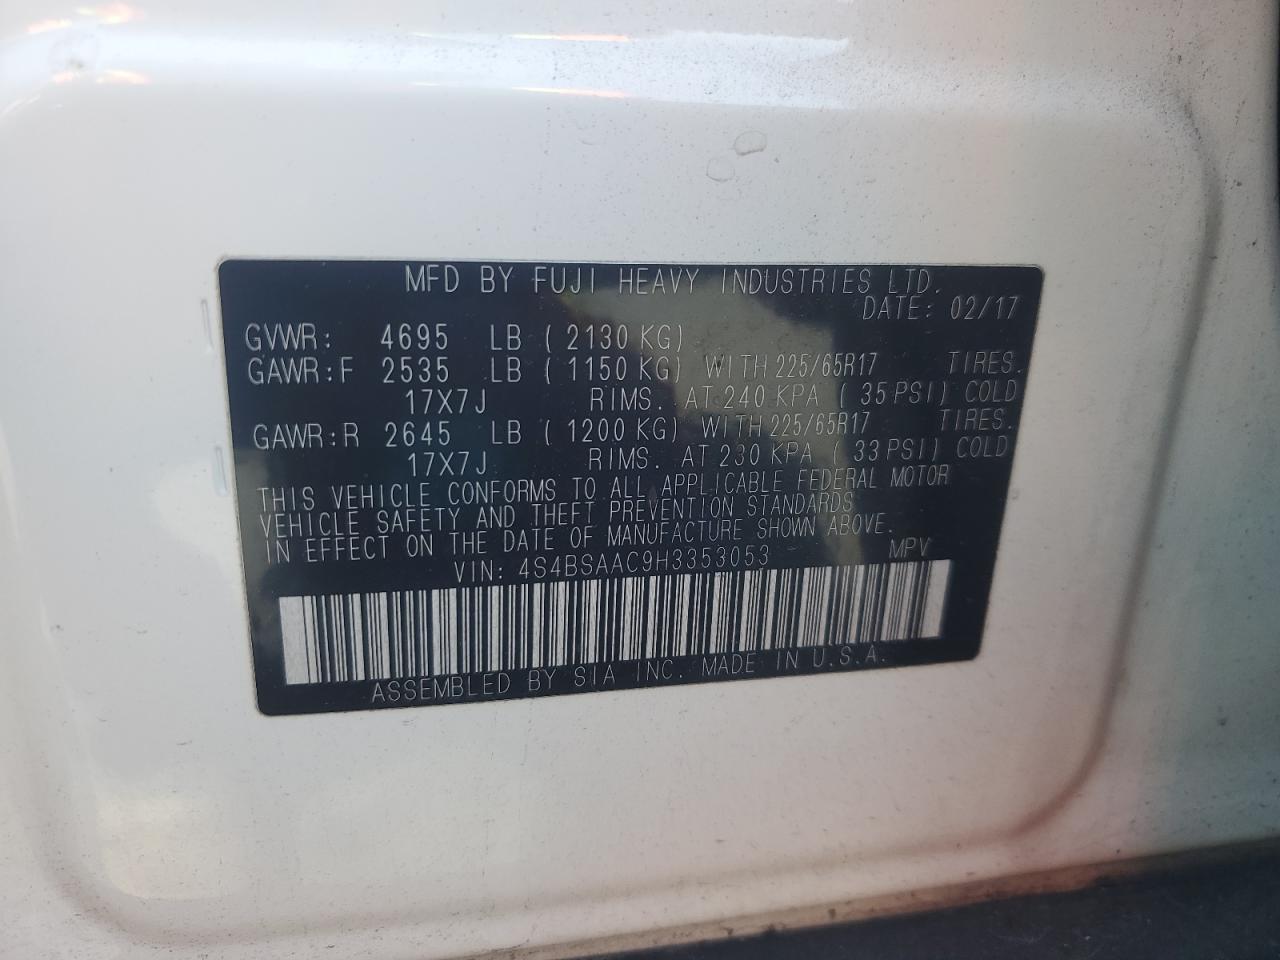 MFD BY FUJI HEAVY INDUSTRIES LTD.
DATE: 02/17
GVWR: 4695 LB ( 2130 KG)
GAWR:F 2535 LB ( 1150 KG) WITH 225/65R17 TIRES.
17X7J RIMS. AT 240 KPA ( 35 PSI) COLD
GAWR:R 2645 LB ( 1200 KG) WITH 225/65R17 TIRES.
17X7J RIMS. AT 230 KPA ( 33 PSI) COLD
THIS VEHICLE CONFORMS TO ALL APPLICABLE FEDERAL MOTOR
VEHICLE SAFETY AND THEFT PREVENTION STANDARDS
IN EFFECT ON THE DATE OF MANUFACTURE SHOWN ABOVE.
VIN: 4S4BSAAC9H3353053 MPV
ASSEMBLED BY SIA INC. MADE IN U.S.A.